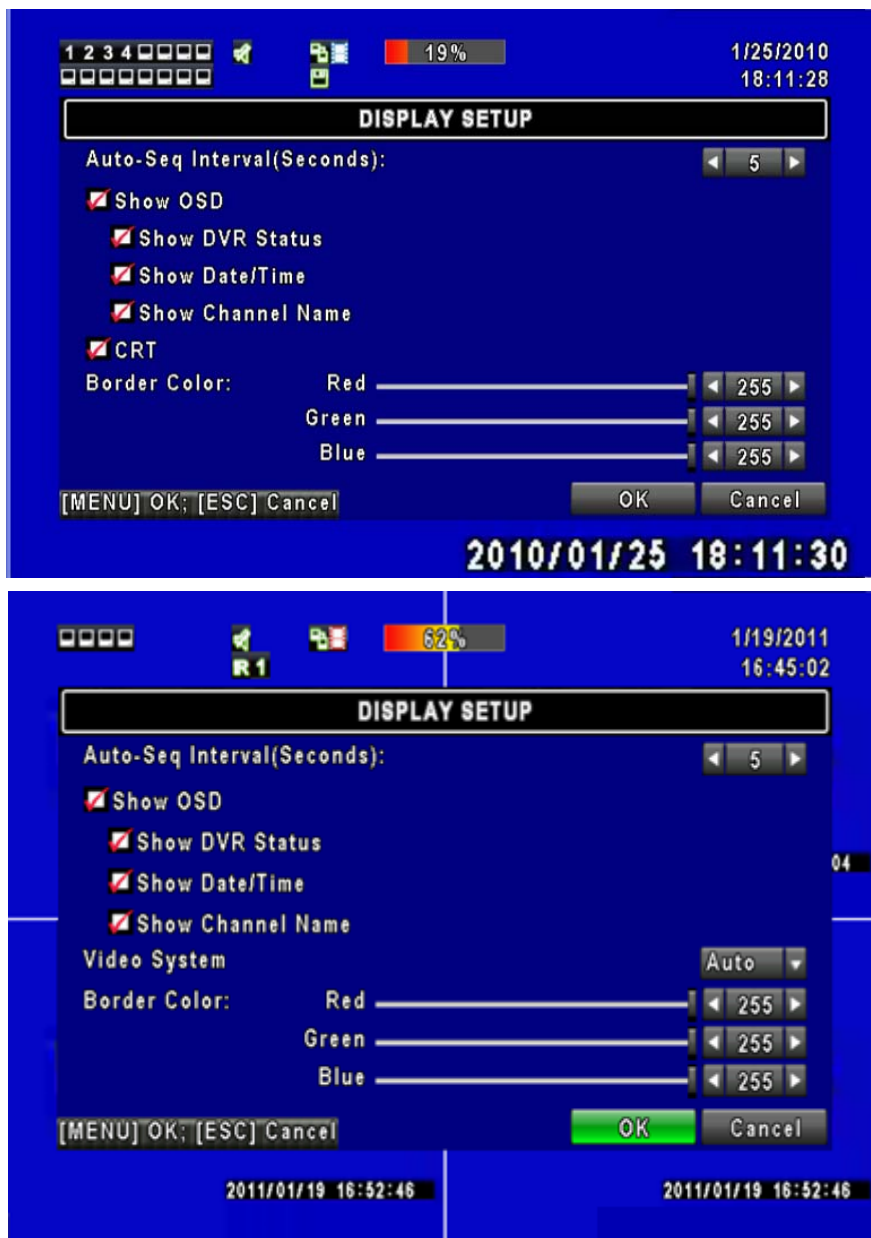 1 2 3 4 19% 1/25/2010
18:11:28
DISPLAY SETUP
Auto-Seq Interval(Seconds): 5
Show OSD
Show DVR Status
Show Date/Time
Show Channel Name
CRT
Border Color: Red 255
Green 255
Blue 255
[MENU] OK; [ESC] Cancel OK Cancel
2010/01/25 18:11:30
62% 1/19/2011
R 1 16:45:02
DISPLAY SETUP
Auto-Seq Interval(Seconds): 5
Show OSD
Show DVR Status
Show Date/Time
04
Show Channel Name
Video System Auto
Border Color: Red 255
Green 255
Blue 255
[MENU] OK; [ESC] Cancel OK Cancel
2011/01/19 16:52:46 2011/01/19 16:52:46